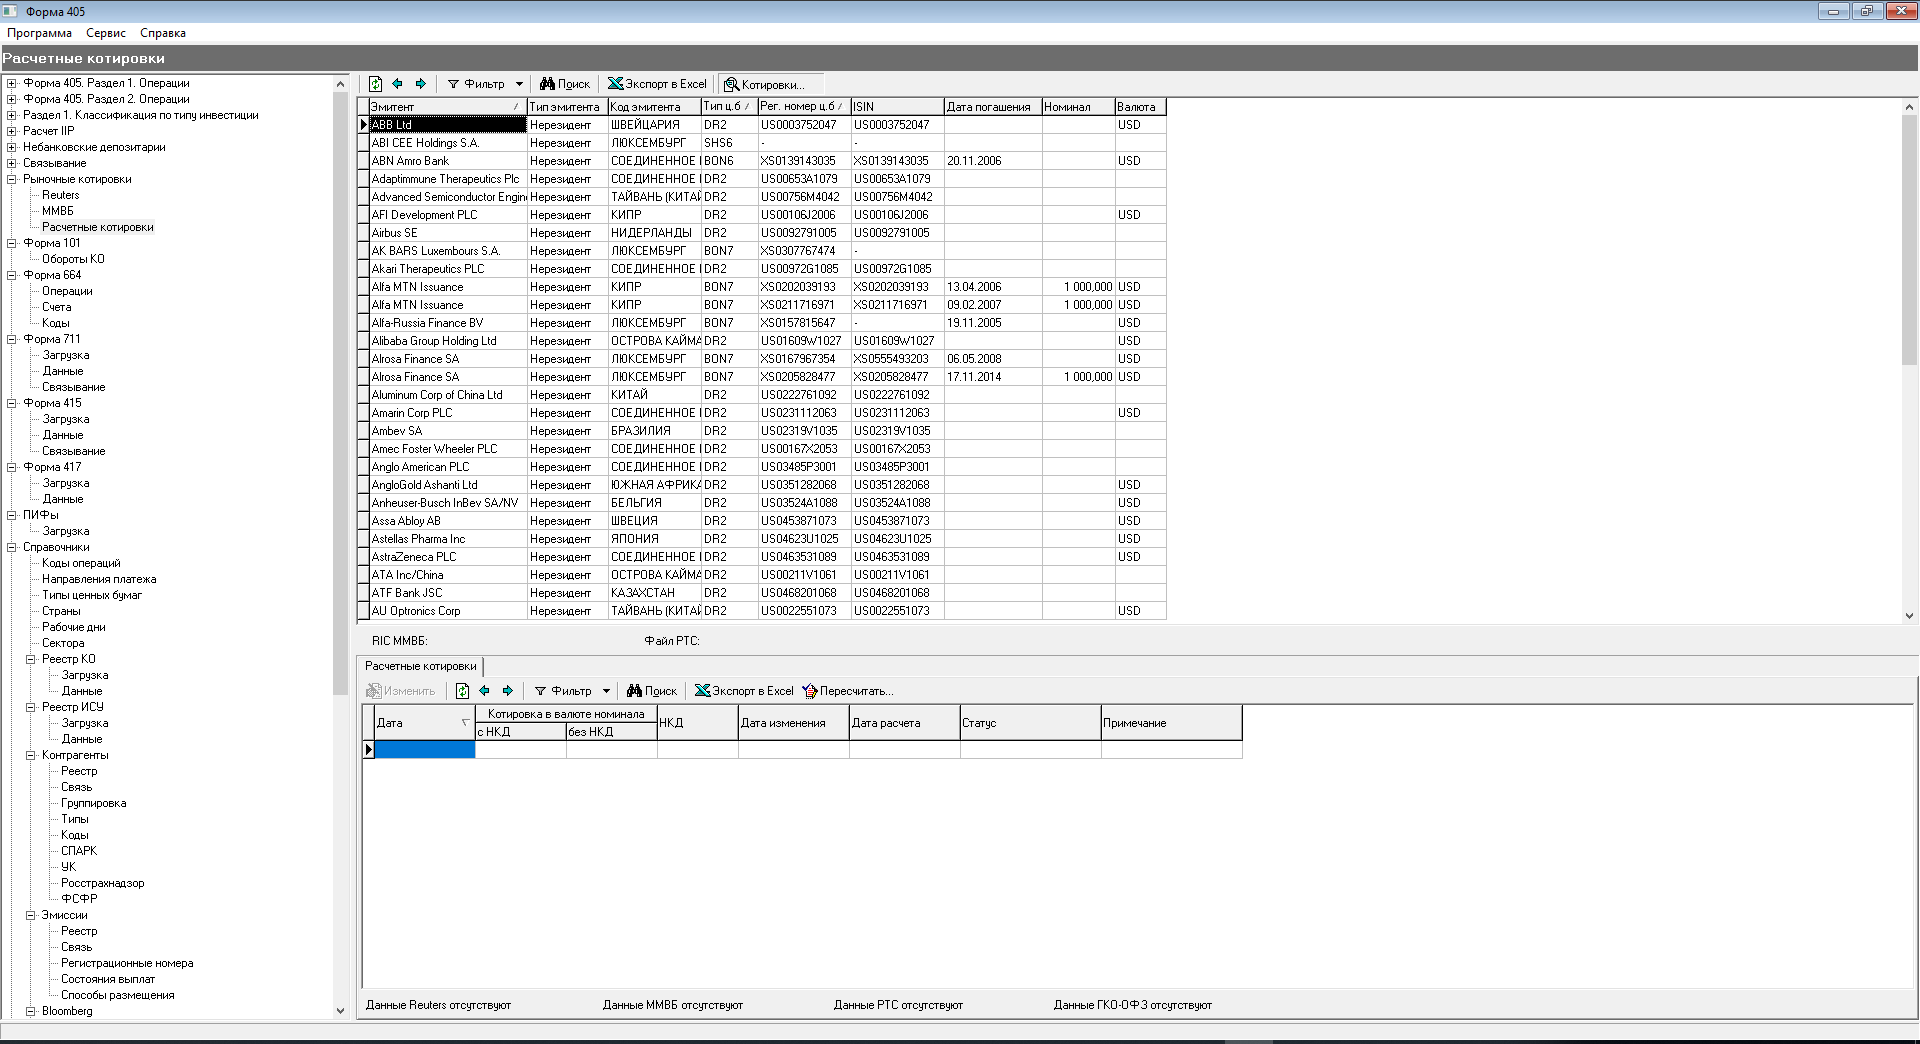 Форма 405
Программа Сервис Справка
Расчетные котировки
Форма 405. Раздел 1. Операции
Форма 405. Раздел 2. Операции
Раздел 1. Классификация по типу инвестиции
Расчет IIP
Небанковские депозитарии
Связывание
Рыночные котировки
Reuters
ММВБ
Расчетные котировки
Форма 101
Обороты КО
Форма 664
Операции
Счета
Коды
Форма 711
Загрузка
Данные
Связывание
Форма 415
Загрузка
Данные
Связывание
Форма 417
Загрузка
Данные
ПИФы
Загрузка
Справочники
Коды операций
Направления платежа
Типы ценных бумаг
Страны
Рабочие дни
Сектора
Реестр КО
Загрузка
Данные
Реестр ИСУ
Загрузка
Данные
Контрагенты
Реестр
Связь
Группировка
Типы
Коды
СПАРК
УК
Росстрахнадзор
ФСФР
Эмиссии
Реестр
Связь
Регистрационные номера
Состояния выплат
Способы размещения
Bloomberg
Фильтр Поиск Экспорт в Excel Котировки...
Эмитент Тип эмитента Код эмитента Тип ц.б Рег. номер ц.б ISIN Дата погашения Номинал Валюта
ABB Ltd Нерезидент ШВЕЙЦАРИЯ DR2 US0003752047 US0003752047 USD
ABI CEE Holdings S.A. Нерезидент ЛЮКСЕМБУРГ SHS6 - -
ABN Amro Bank Нерезидент СОЕДИНЕННОЕ BON6 XS0139143035 XS0139143035 20.11.2006 USD
Adaptimmune Therapeutics Plc Нерезидент СОЕДИНЕННОЕ DR2 US00653A1079 US00653A1079
Advanced Semiconductor Engin Нерезидент ТАЙВАНЬ (КИТАЙ DR2 US00756M4042 US00756M4042
AFI Development PLC Нерезидент КИПР DR2 US00106J2006 US00106J2006 USD
Airbus SE Нерезидент НИДЕРЛАНДЫ DR2 US0092791005 US0092791005
AK BARS Luxembours S.A. Нерезидент ЛЮКСЕМБУРГ BON7 XS0307767474 -
Akari Therapeutics PLC Нерезидент СОЕДИНЕННОЕ DR2 US00972G1085 US00972G1085
Alfa MTN Issuance Нерезидент КИПР BON7 XS0202039193 XS0202039193 13.04.2006 1 000,000 USD
Alfa MTN Issuance Нерезидент КИПР BON7 XS0211716971 XS0211716971 09.02.2007 1 000,000 USD
Alfa-Russia Finance BV Нерезидент ЛЮКСЕМБУРГ BON7 XS0157815647 - 19.11.2005 USD
Alibaba Group Holding Ltd Нерезидент ОСТРОВА КАЙМА DR2 US01609W1027 US01609W1027 USD
Alrosa Finance SA Нерезидент ЛЮКСЕМБУРГ BON7 XS0167967354 XS0555493203 06.05.2008 USD
Alrosa Finance SA Нерезидент ЛЮКСЕМБУРГ BON7 XS0205828477 XS0205828477 17.11.2014 1 000,000 USD
Aluminum Corp of China Ltd Нерезидент КИТАЙ DR2 US0222761092 US0222761092
Amarin Corp PLC Нерезидент СОЕДИНЕННОЕ DR2 US0231112063 US0231112063 USD
Ambev SA Нерезидент БРАЗИЛИЯ DR2 US02319V1035 US02319V1035
Amec Foster Wheeler PLC Нерезидент СОЕДИНЕННОЕ DR2 US00167X2053 US00167X2053
Anglo American PLC Нерезидент СОЕДИНЕННОЕ DR2 US03485P3001 US03485P3001
AngloGold Ashanti Ltd Нерезидент ЮЖНАЯ АФРИКА DR2 US0351282068 US0351282068 USD
Anheuser-Busch InBev SA/NV Нерезидент БЕЛЬГИЯ DR2 US03524A1088 US03524A1088 USD
Assa Abloy AB Нерезидент ШВЕЦИЯ DR2 US0453871073 US0453871073 USD
Astellas Pharma Inc Нерезидент ЯПОНИЯ DR2 US04623U1025 US04623U1025 USD
AstraZeneca PLC Нерезидент СОЕДИНЕННОЕ DR2 US0463531089 US0463531089 USD
ATA Inc/China Нерезидент ОСТРОВА КАЙМА DR2 US00211V1061 US00211V1061
ATF Bank JSC Нерезидент КАЗАХСТАН DR2 US0468201068 US0468201068
AU Optronics Corp Нерезидент ТАЙВАНЬ (КИТАЙ DR2 US0022551073 US0022551073 USD
RIC ММВБ: Файл РТС:
Расчетные котировки
Изменить Фильтр Поиск Экспорт в Excel Пересчитать...
Дата Котировка в валюте номинала НКД Дата изменения Дата расчета Статус Примечание
с НКД без НКД
Данные Reuters отсутствуют Данные ММВБ отсутствуют Данные РТС отсутствуют Данные ГКО-ОФЗ отсутствуют